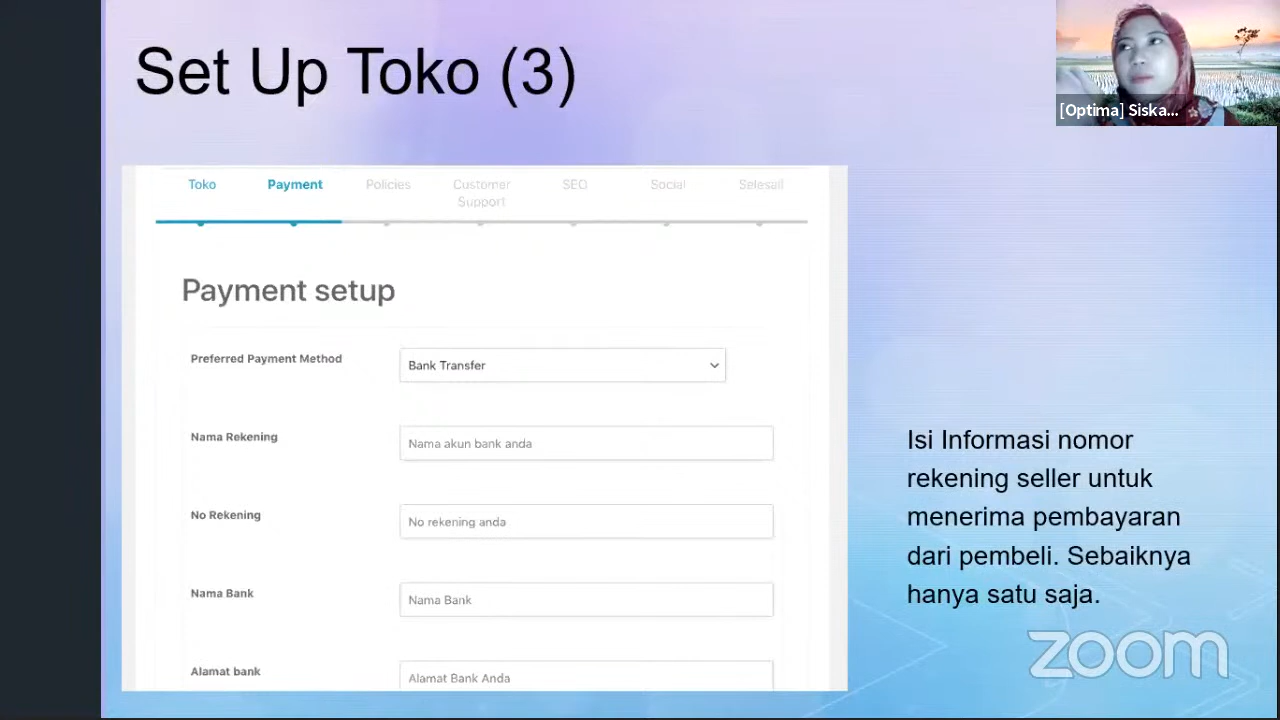 Set Up Toko (3)
[Optima] Siska...
Toko
Payment
Policies
Customer
Support
SEO
Social
Selesai!
Payment setup
Preferred Payment Method
Bank Transfer
Nama Rekening
Nama akun bank anda
No Rekening
No rekening anda
Nama Bank
Nama Bank
Alamat bank
Alamat Bank Anda
Isi Informasi nomor
rekening seller untuk
menerima pembayaran
dari pembeli. Sebaiknya
hanya satu saja.
zoom